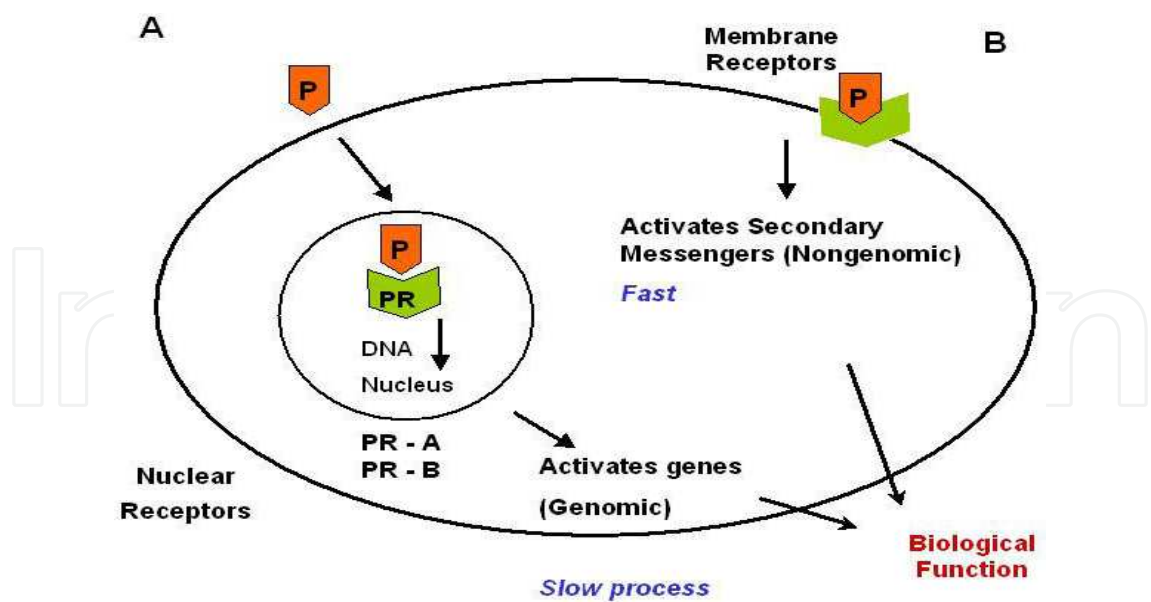 A
B
Membrane
Receptors
P
P
Activates Secondary
Messengers (Nongenomic)
Fast
P
PR
DNA
Nucleus
PR - A
PR - B
Nuclear
Receptors
Activates genes
(Genomic)
Biological
Function
Slow process